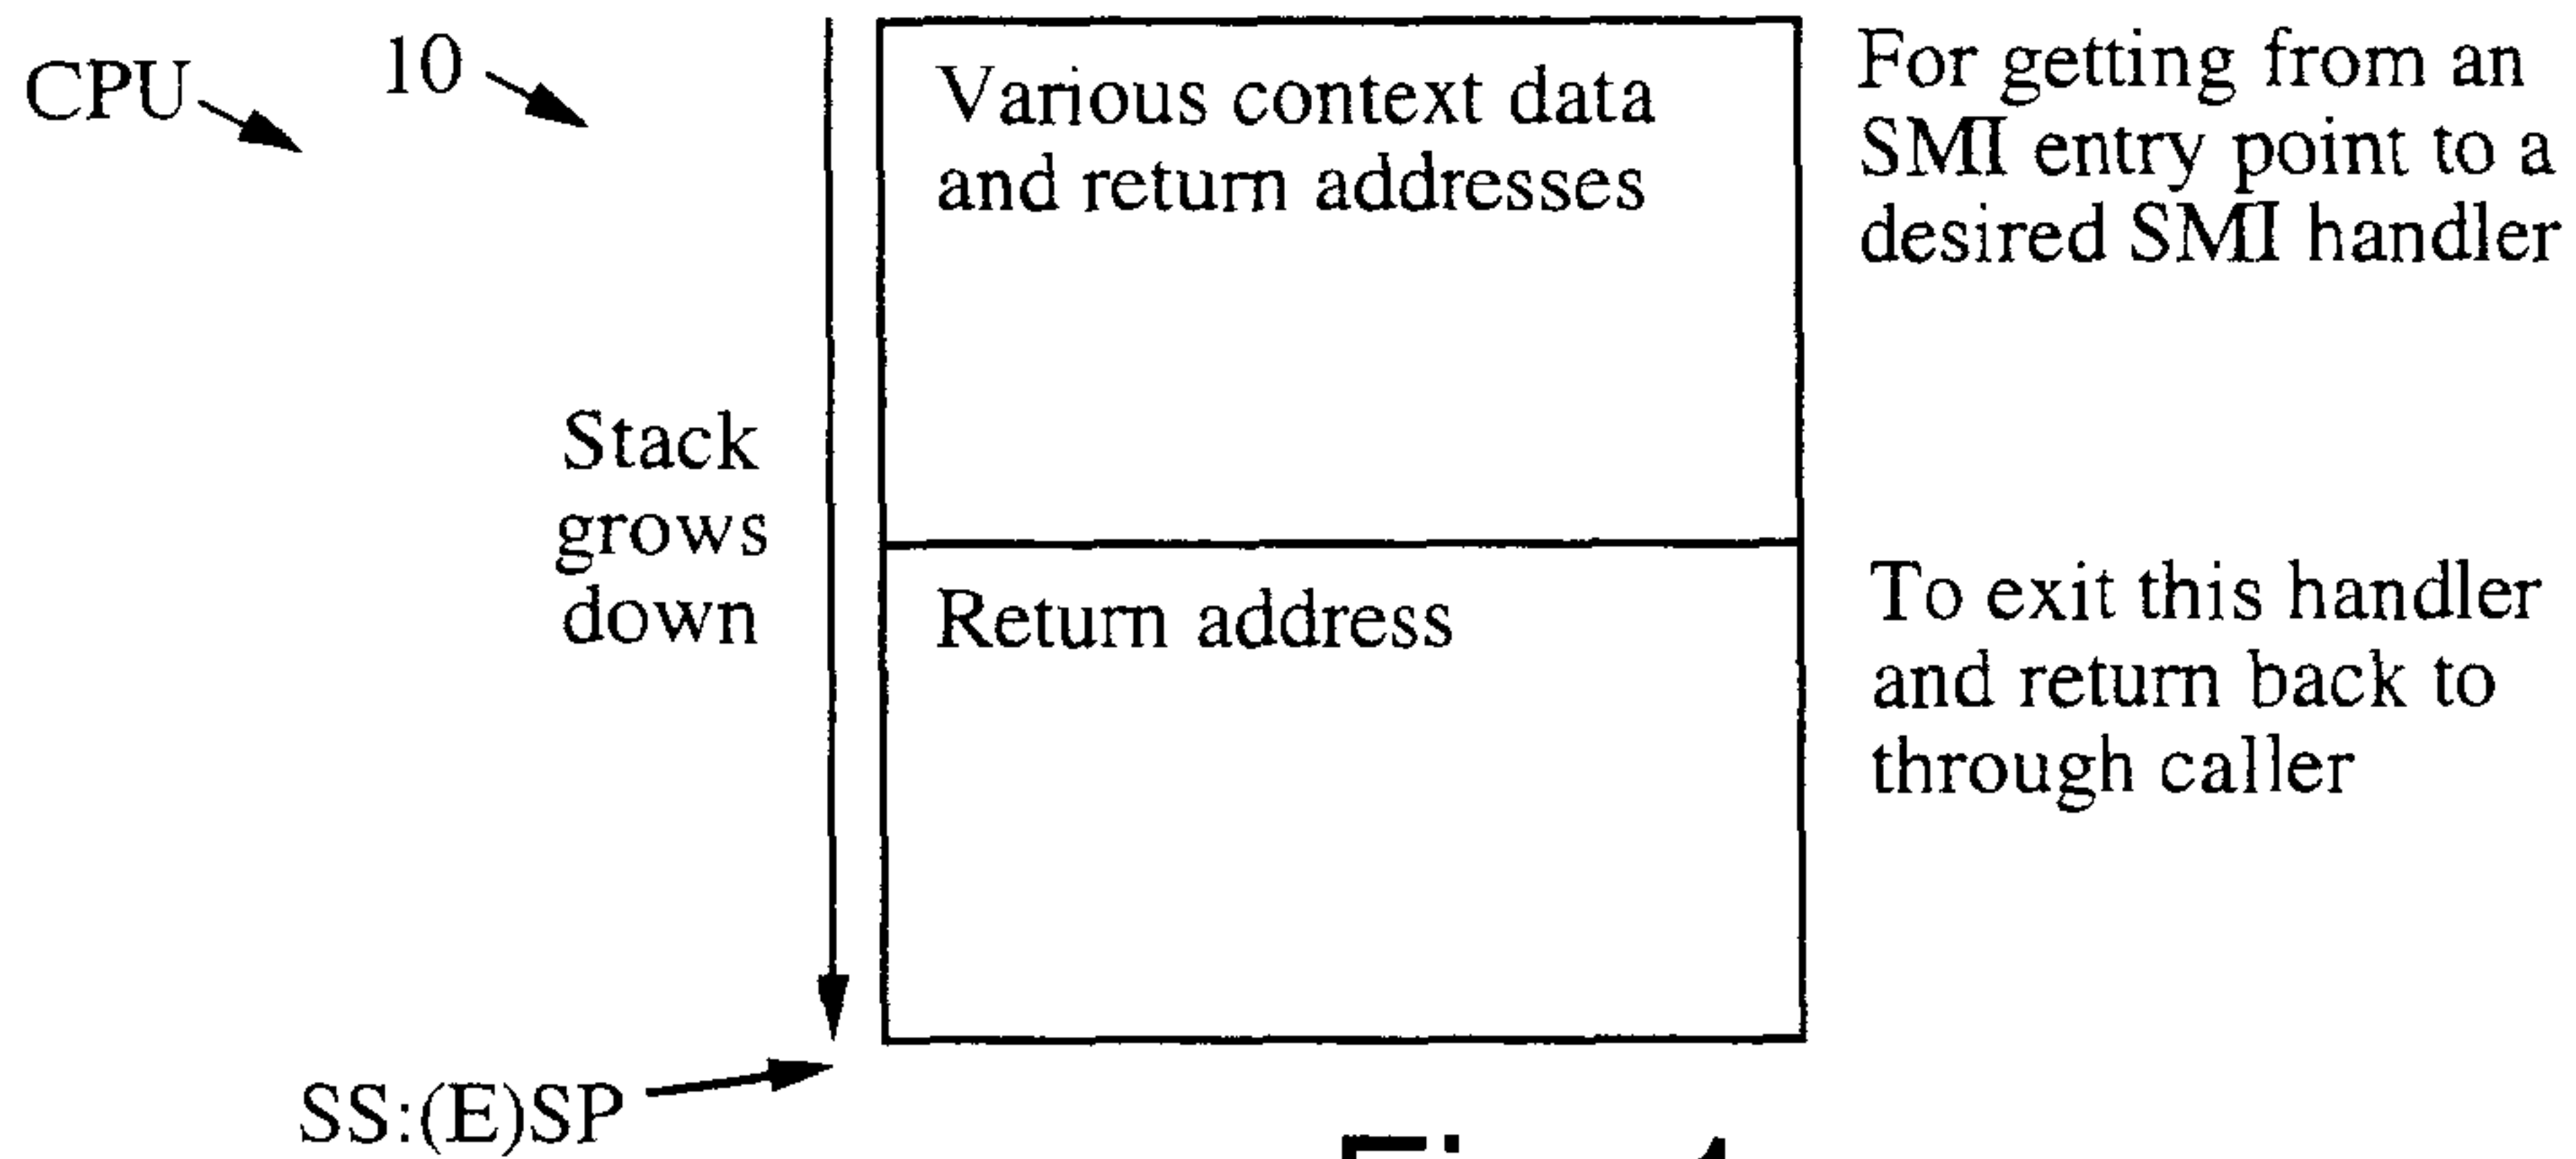 CPU
10
Various context data
and return addresses
For getting from an
SMI entry point to a
desired SMI handler
Stack
grows
down
Return address
To exit this handler
and return back to
through caller
SS:(E)SP